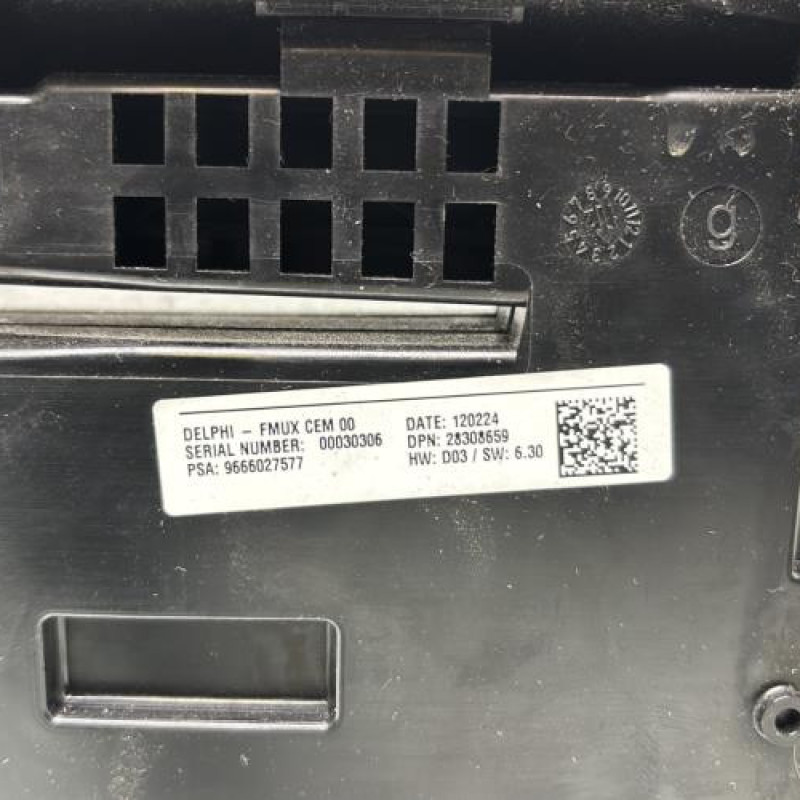 g
DELPHI - FMUX CEM 00
SERIAL NUMBER: 00030306
PSA: 9666027577
DATE: 120224
DPN: 28308659
HW: D03 / SW: 6.30